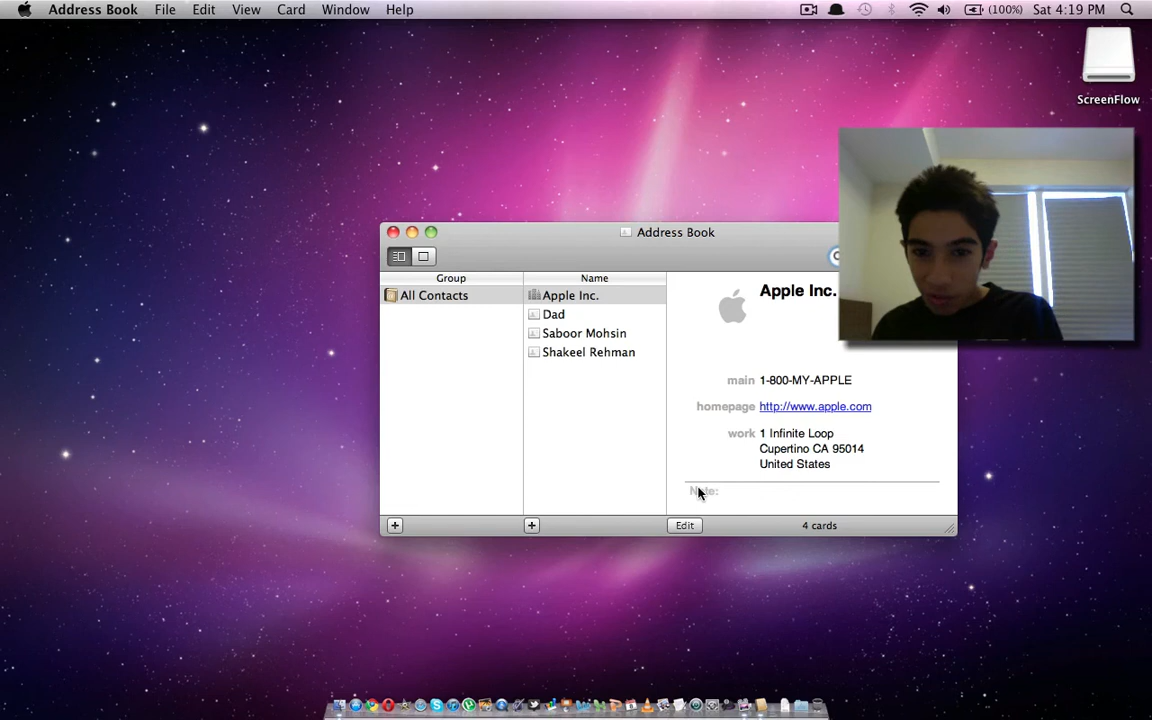 Address Book File Edit View Card Window Help (100%) Sat 4:19 PM
ScreenFlow
Address Book
Group Name
All Contacts
Apple Inc.
Dad
Saboor Mohsin
Shakeel Rehman
Apple Inc.
main 1-800-MY-APPLE
homepage http://www.apple.com
work 1 Infinite Loop
Cupertino CA 95014
United States
Note:
Edit 4 cards